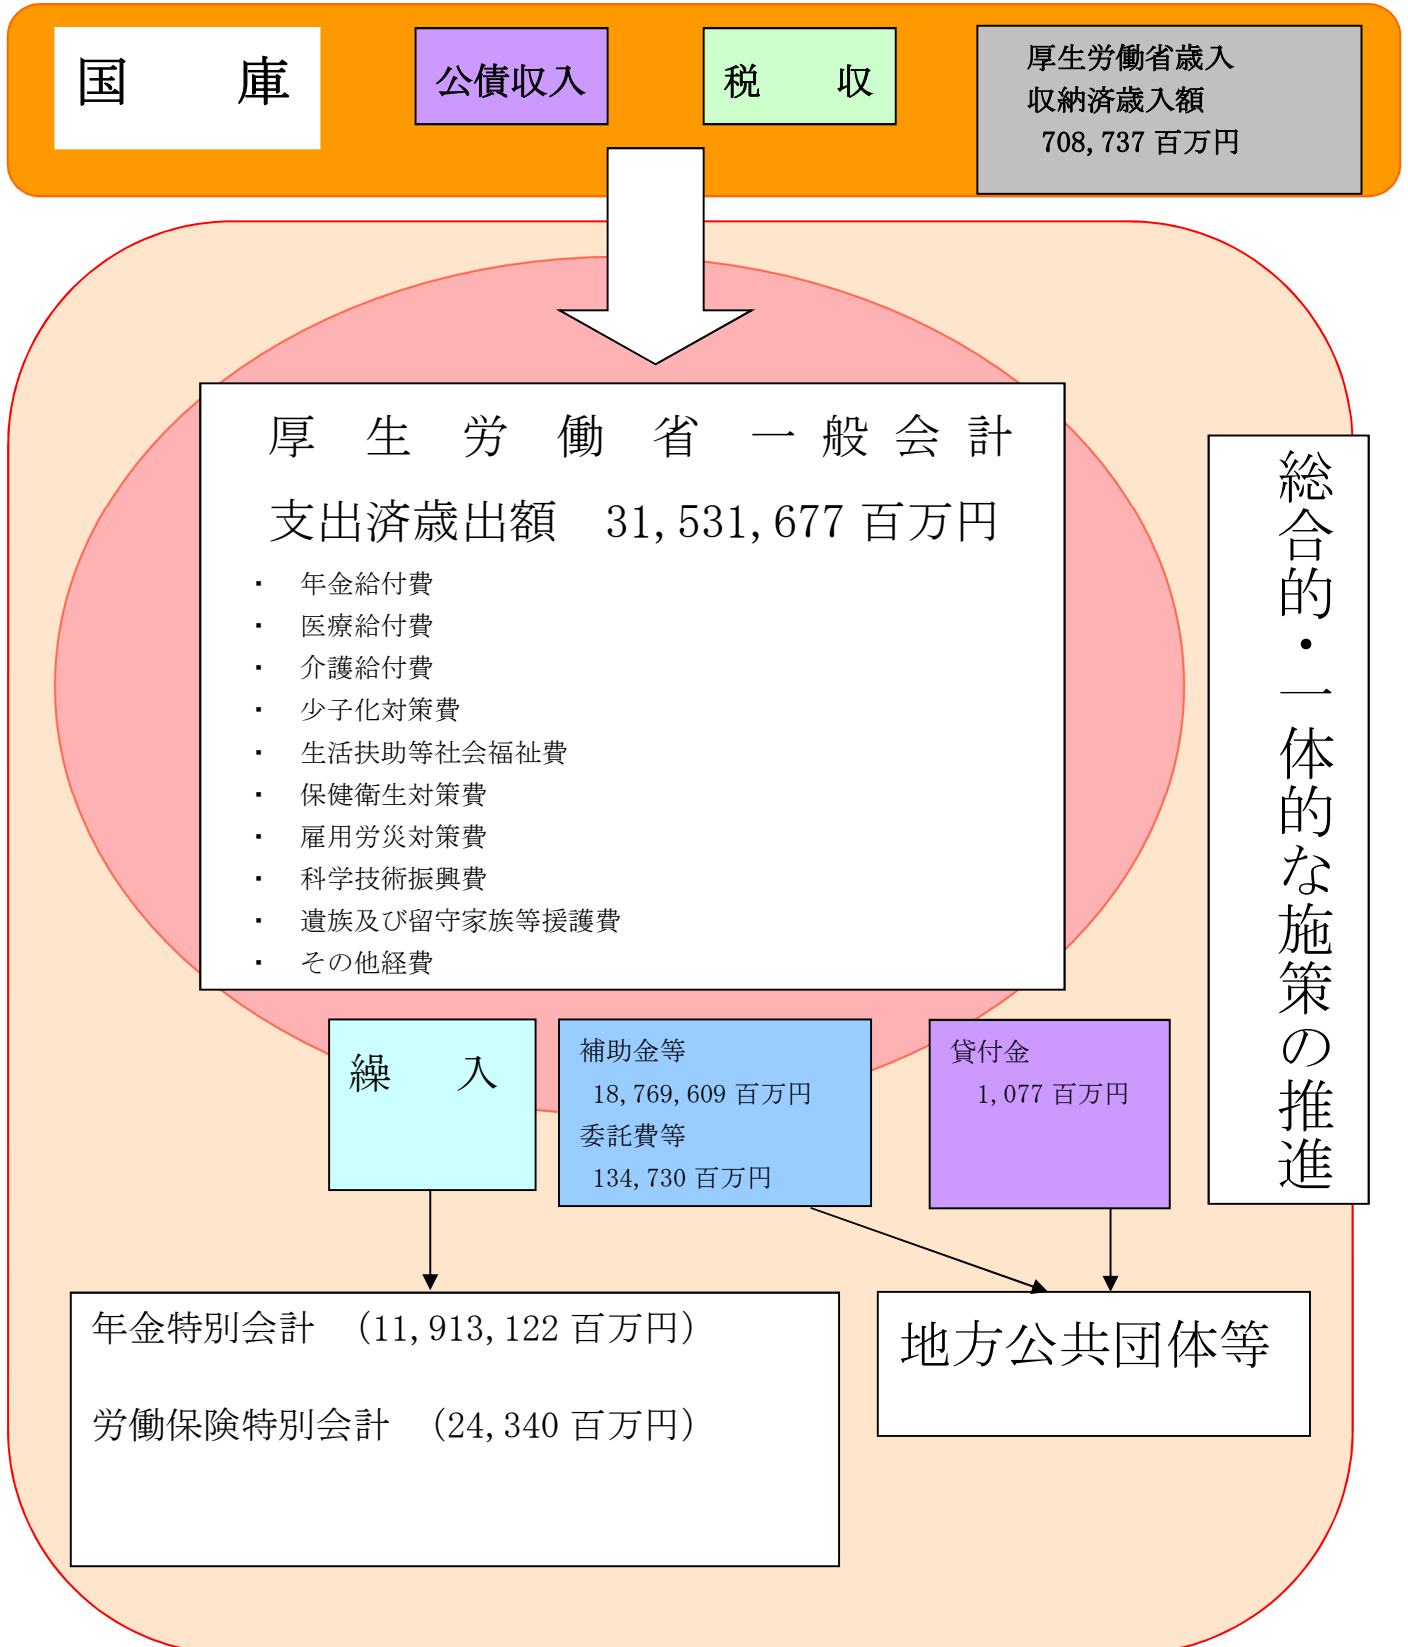 国　　庫
公債収入
税　　収
厚生労働省歳入
収納済歳入額
708,737 百万円
厚　生　労　働　省　一 般 会 計
支出済歳出額　31,531,677 百万円
・　年金給付費
・　医療給付費
・　介護給付費
・　少子化対策費
・　生活扶助等社会福祉費
・　保健衛生対策費
・　雇用労災対策費
・　科学技術振興費
・　遺族及び留守家族等援護費
・　その他経費
総合的・一体的な施策の推進
繰　　入
補助金等
18,769,609 百万円
委託費等
134,730 百万円
貸付金
1,077 百万円
年金特別会計　（11,913,122 百万円）
労働保険特別会計　（24,340 百万円）
地方公共団体等